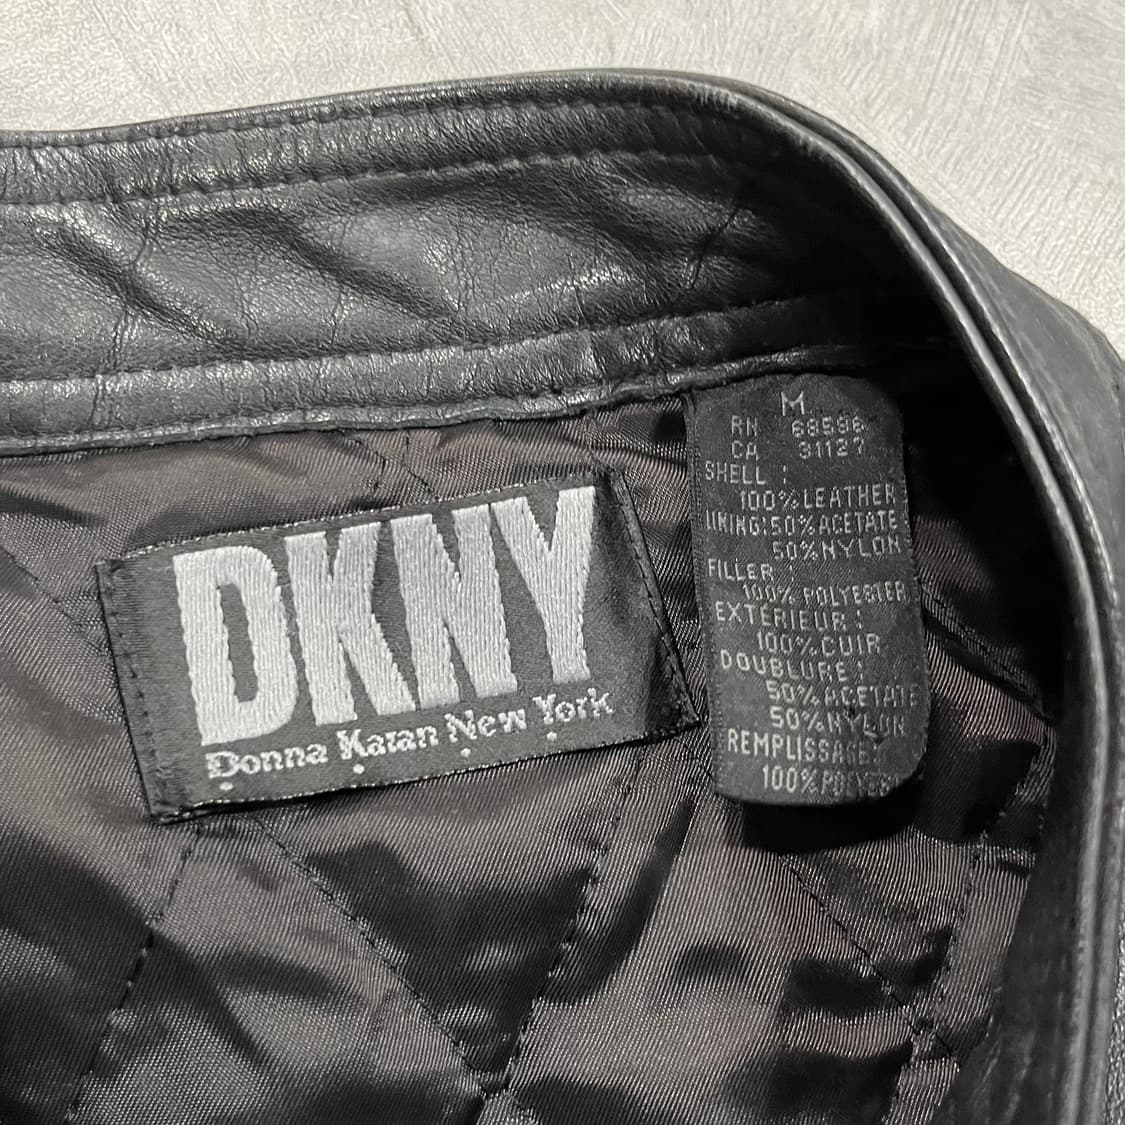 DKNY
Donna Karan New York
M
RN 68556
CA 31127
SHELL :
100% LEATHER
LINING:50% ACETATE
50% NYLON
FILLER :
100% POLYESTER
EXTÉRIEUR :
100% CUIR
DOUBLURE :
50% ACETATE
50% NYLON
REMPLISSAGE: